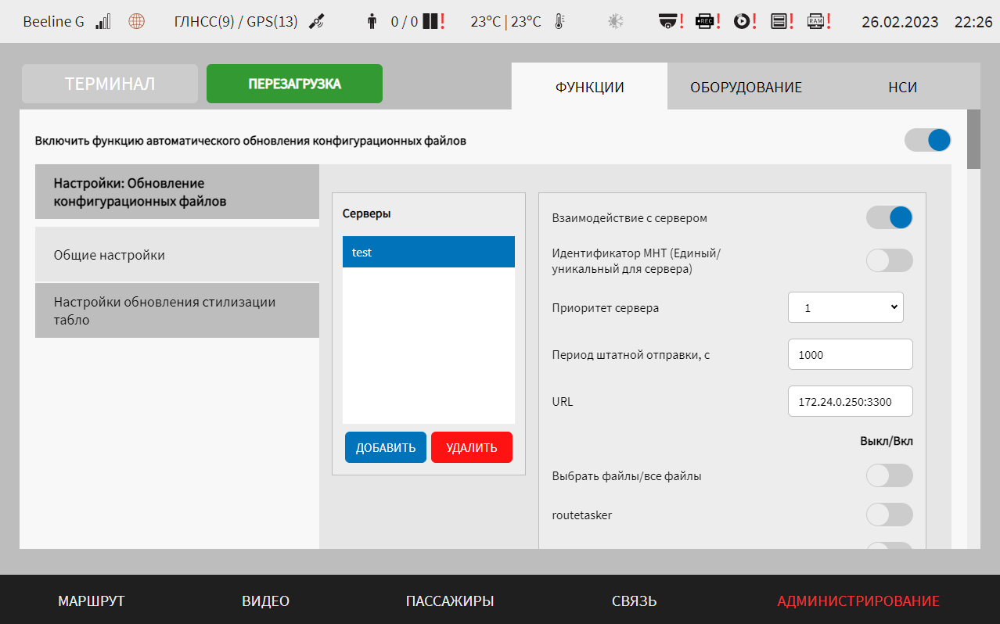 Beeline G ГЛНСС(9) / GPS(13) 0 / 0 ! 23°C | 23°C ! REC ! ! ! RAM ! 26.02.2023 22:26
ТЕРМИНАЛ ПЕРЕЗАГРУЗКА ФУНКЦИИ ОБОРУДОВАНИЕ НСИ
Включить функцию автоматического обновления конфигурационных файлов
Настройки: Обновление
конфигурационных файлов
Общие настройки
Настройки обновления стилизации
табло
Серверы
test
ДОБАВИТЬ УДАЛИТЬ
Взаимодействие с сервером
Идентификатор МНТ (Единый/
уникальный для сервера)
Приоритет сервера 1
Период штатной отправки, с 1000
URL 172.24.0.250:3300
Выкл/Вкл
Выбрать файлы/все файлы
routetasker
МАРШРУТ ВИДЕО ПАССАЖИРЫ СВЯЗЬ АДМИНИСТРИРОВАНИЕ